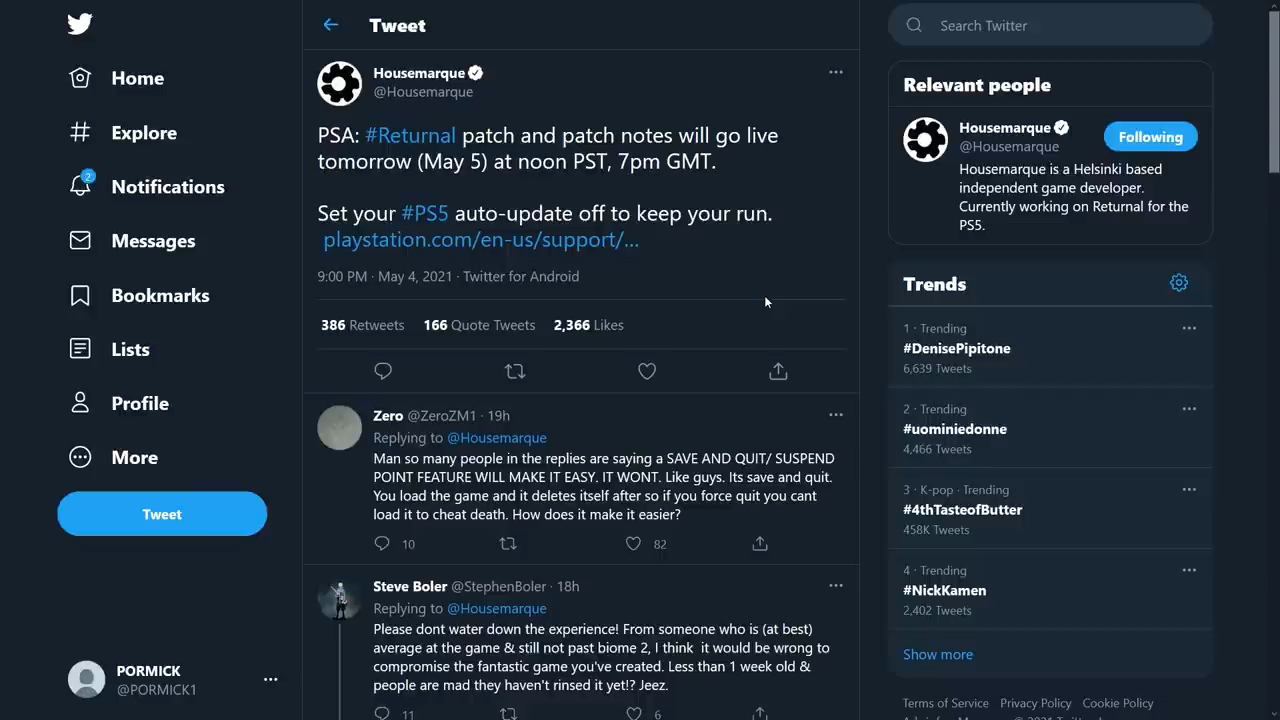 Home
Explore
2
Notifications
Messages
Bookmarks
Lists
Profile
More
Tweet
PORMICK
@PORMICK1
Tweet
Housemarque
@Housemarque
PSA: #Returnal patch and patch notes will go live
tomorrow (May 5) at noon PST, 7pm GMT.
Set your #PS5 auto-update off to keep your run.
playstation.com/en-us/support/...
9:00 PM · May 4, 2021 · Twitter for Android
386 Retweets 166 Quote Tweets 2,366 Likes
Zero @ZeroZM1 · 19h
Replying to @Housemarque
Man so many people in the replies are saying a SAVE AND QUIT/ SUSPEND
POINT FEATURE WILL MAKE IT EASY. IT WONT. Like guys. Its save and quit.
You load the game and it deletes itself after so if you force quit you cant
load it to cheat death. How does it make it easier?
10 82
Steve Boler @StephenBoler · 18h
Replying to @Housemarque
Please dont water down the experience! From someone who is (at best)
average at the game & still not past biome 2, I think it would be wrong to
compromise the fantastic game you've created. Less than 1 week old &
people are mad they haven't rinsed it yet!? Jeez.
11 6
Search Twitter
Relevant people
Housemarque
@Housemarque
Following
Housemarque is a Helsinki based
independent game developer.
Currently working on Returnal for the
PS5.
Trends
1 · Trending
#DenisePipitone
6,639 Tweets
2 · Trending
#uominiedonne
4,466 Tweets
3 · K-pop · Trending
#4thTasteofButter
458K Tweets
4 · Trending
#NickKamen
2,402 Tweets
Show more
Terms of Service Privacy Policy Cookie Policy